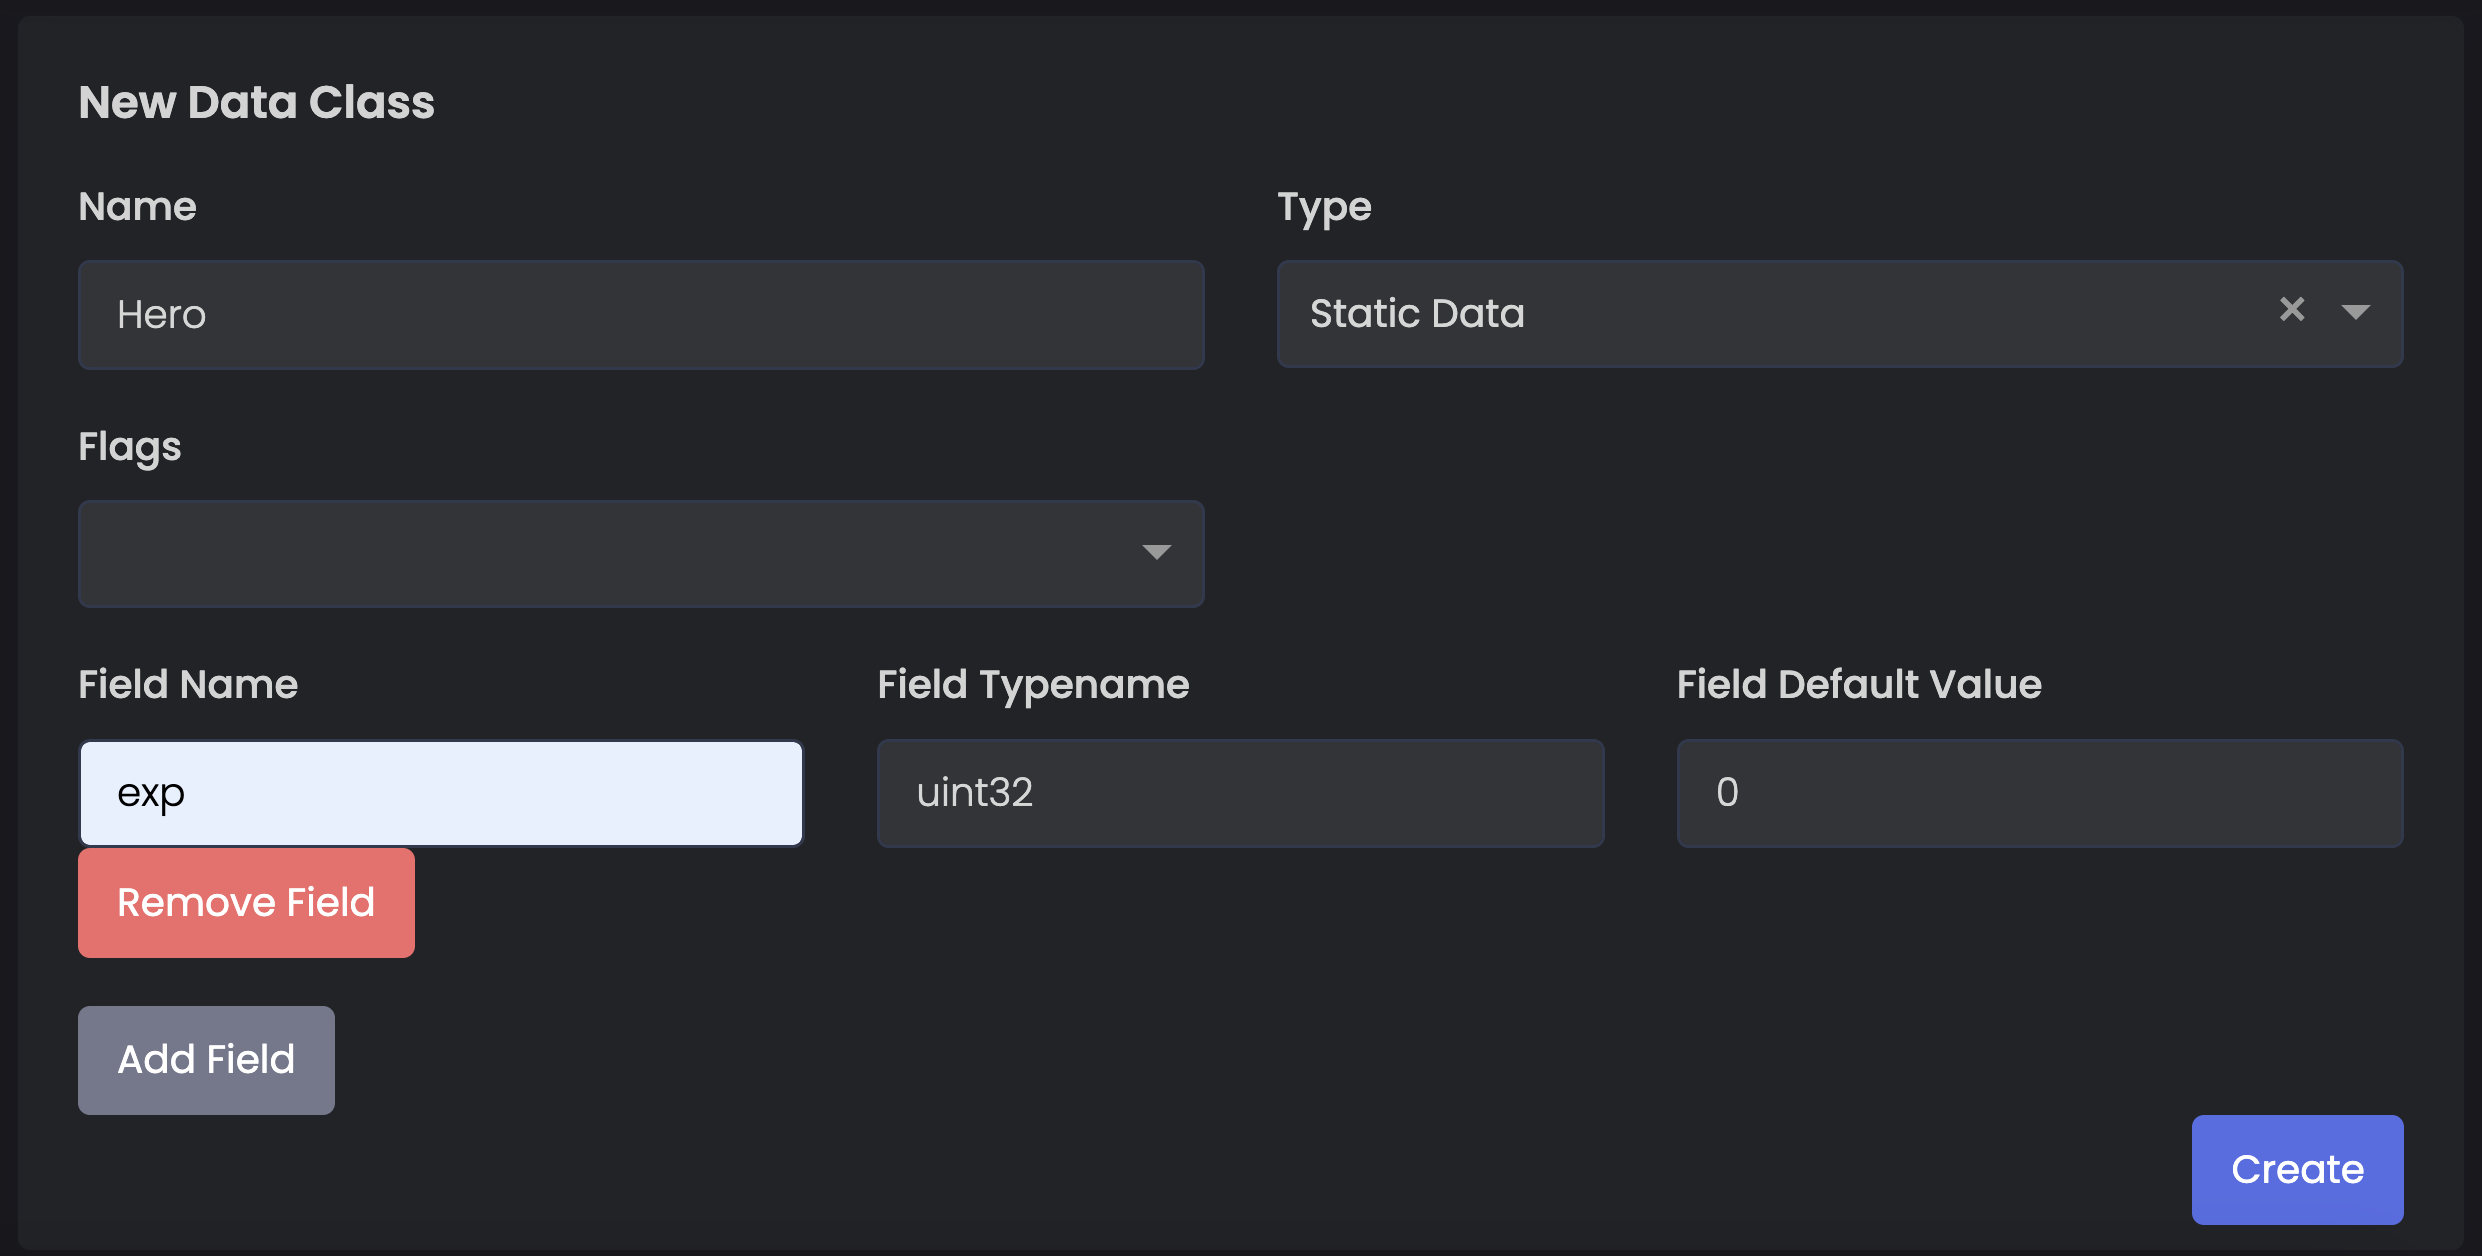 New Data Class
Name
Type
Hero
Static Data
Flags
Field Name
Field Typename
Field Default Value
exp
uint32
0
Remove Field
Add Field
Create